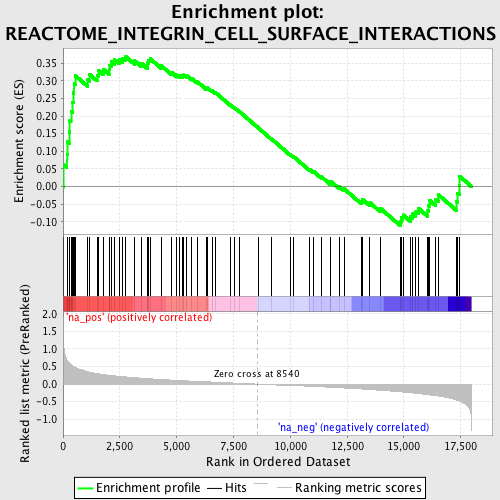 Enrichment plot:
REACTOME_INTEGRIN_CELL_SURFACE_INTERACTIONS
Enrichment score (ES)
0.35
0.30
0.25
0.20
0.15
0.10
0.05
0.00
-0.05
-0.10
Ranked list metric (PreRanked)
2.0
1.5
1.0
0.5
0.0
-0.5
-1.0
'na_pos' (positively correlated)
Zero cross at 8540
'na_neg' (negatively correlated)
0 2,500 5,000 7,500 10,000 12,500 15,000 17,500
Rank in Ordered Dataset
Enrichment profile Hits Ranking metric scores